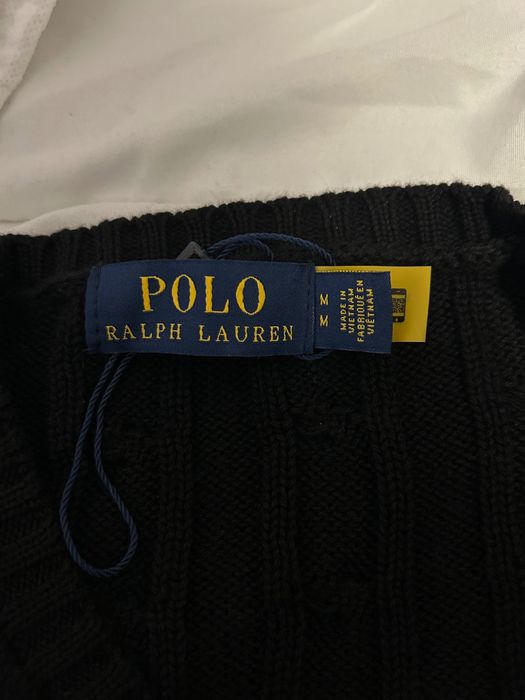 POLO
RALPH LAUREN
M
M
MADE IN
VIETNAM
FABRIQUÉ EN
VIETNAM